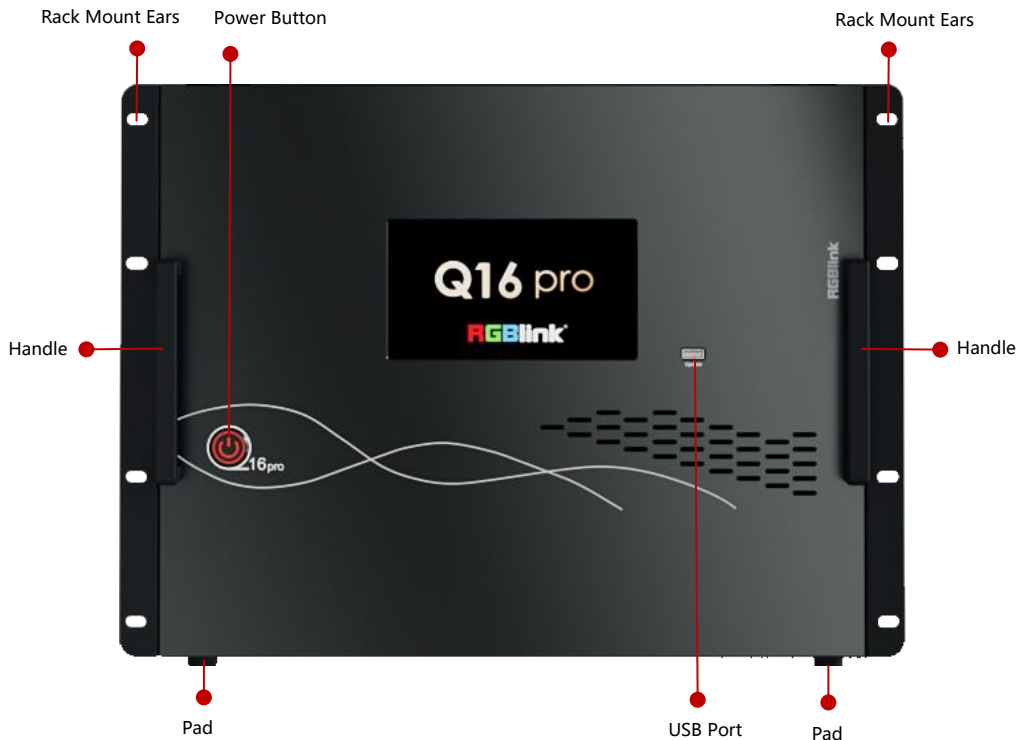 Rack Mount Ears
Power Button
Rack Mount Ears
Q16 pro
RGBlink
RGBlink
Handle
Handle
Q16pro
Pad
USB Port
Pad